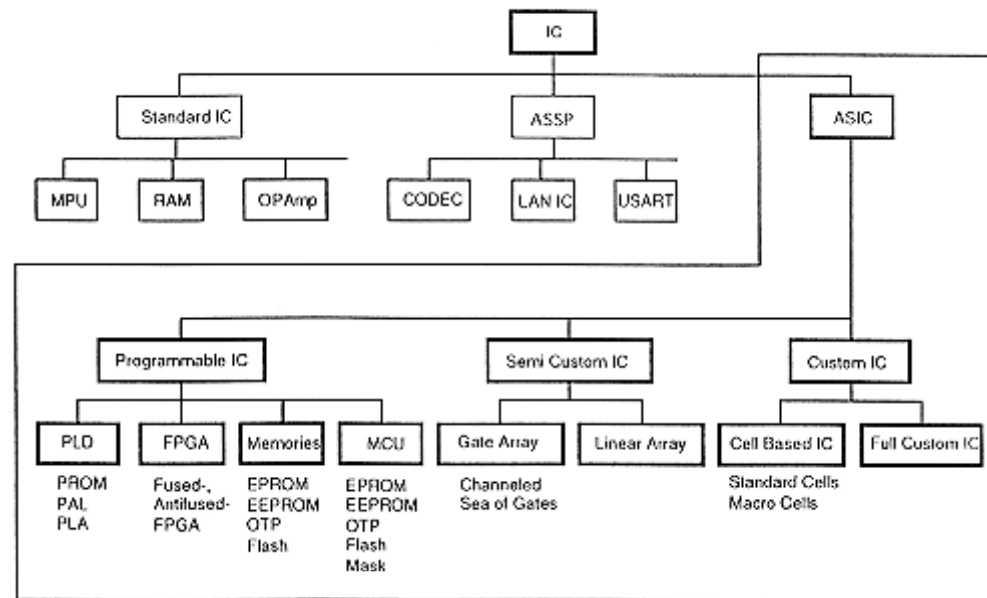 IC
Standard IC
ASSP
ASIC
MPU
RAM
OPAmp
CODEC
LAN IC
USART
Programmable IC
Semi Custom IC
Custom IC
PLD
FPGA
Memories
MCU
Gate Array
Linear Array
Cell Based IC
Full Custom IC
PROM
PAL
PLA
Fused-,
Antifused-
FPGA
EPROM
EEPROM
OTP
Flash
EPROM
EEPROM
OTP
Flash
Mask
Channeled
Sea of Gates
Standard Cells
Macro Cells